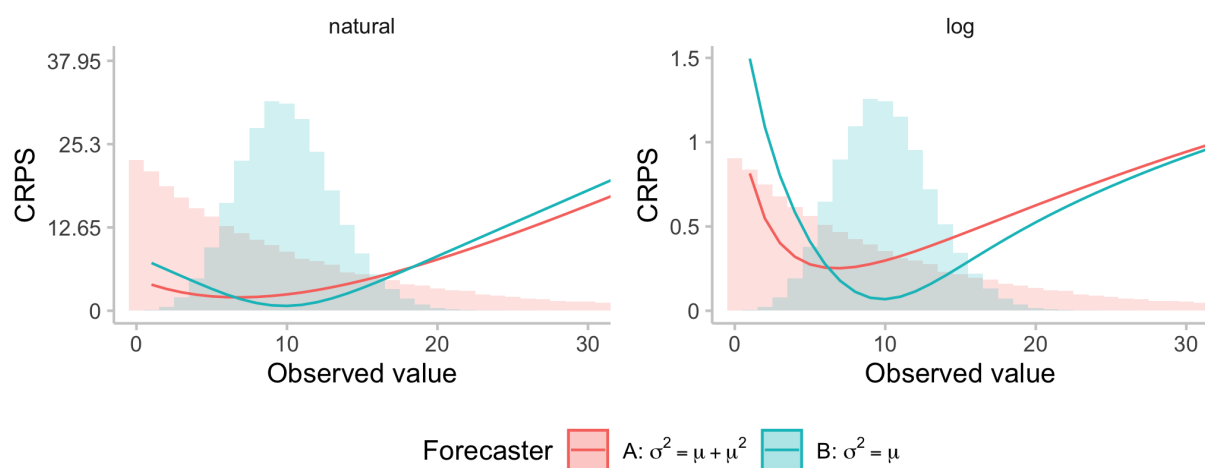 natural
37.95
25.3
12.65
0
CRPS
0 10 20 30
Observed value
log
1.5
1
0.5
0
CRPS
0 10 20 30
Observed value
Forecaster A: σ² = μ + μ² B: σ² = μ